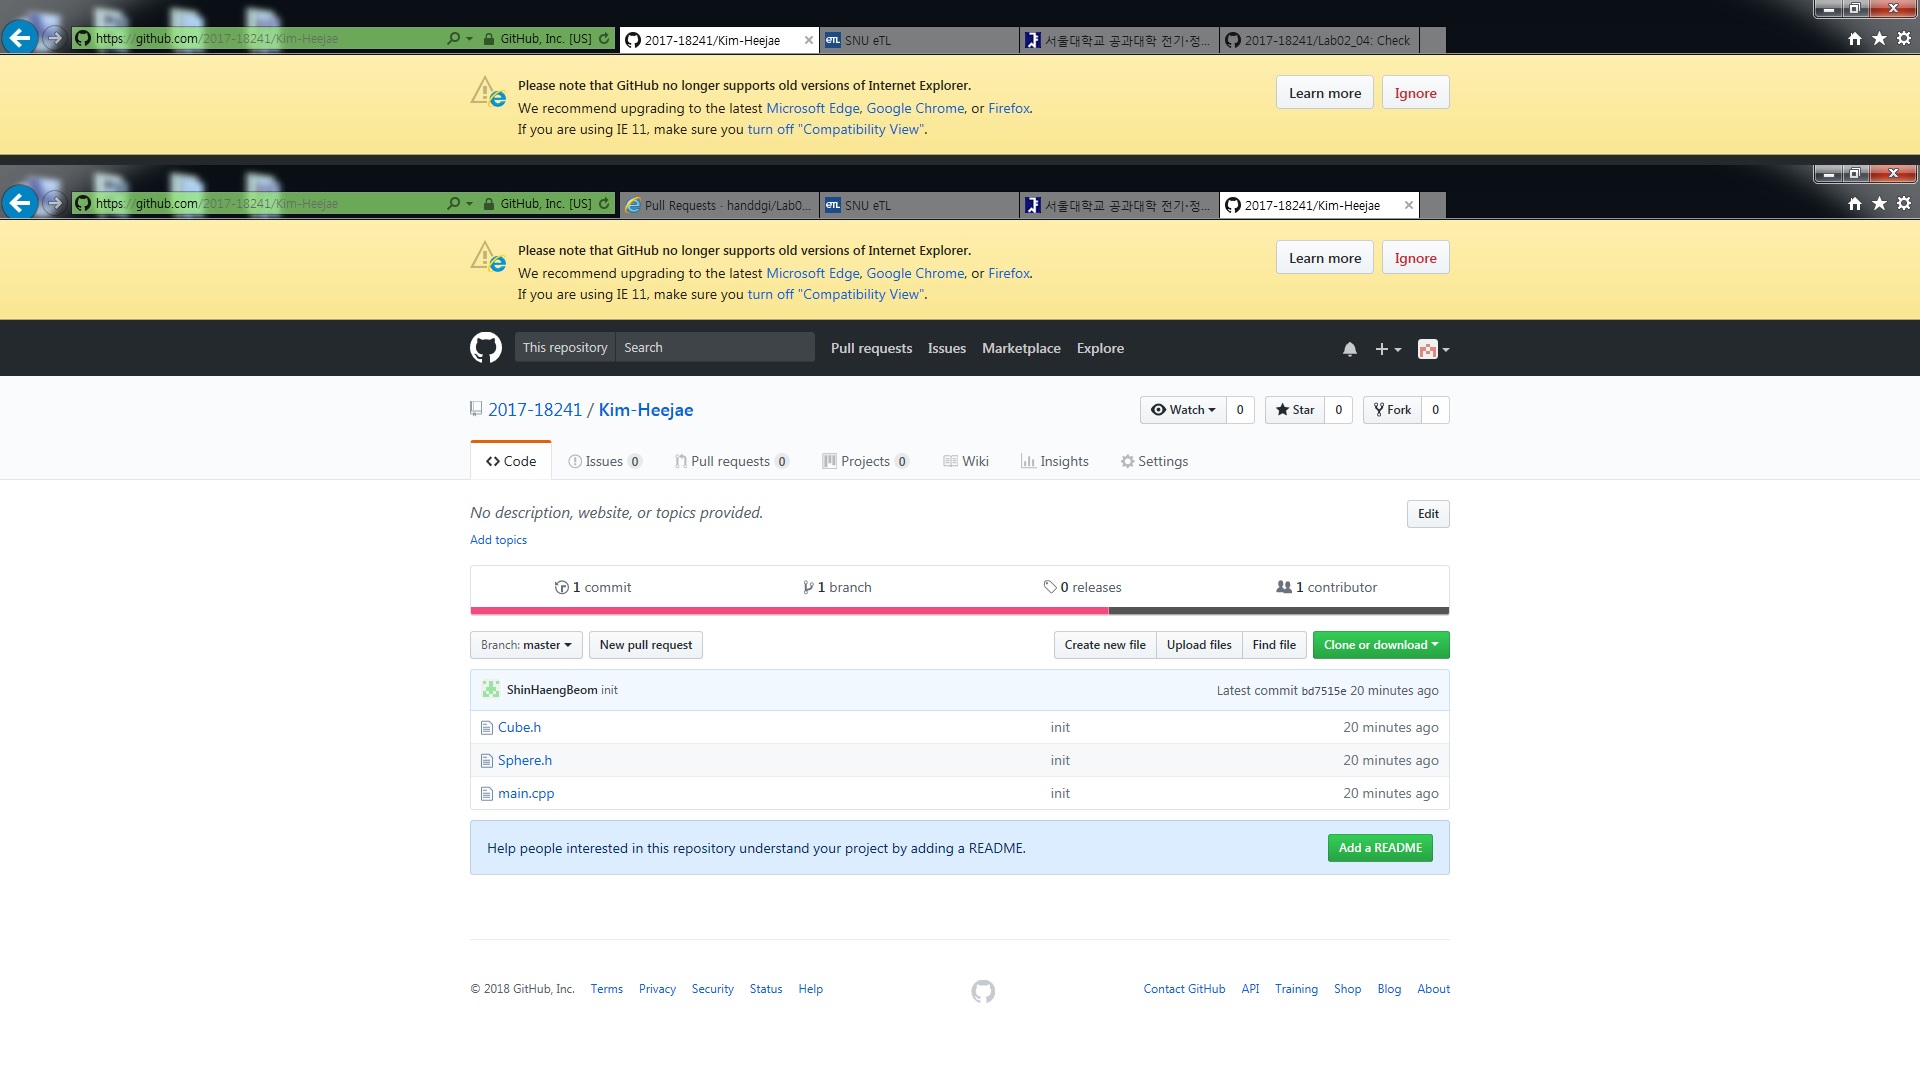 https://github.com/2017-18241/Kim-Heejae GitHub, Inc. [US] 2017-18241/Kim-Heejae SNU eTL 서울대학교 공과대학 전기·정... 2017-18241/Lab02_04: Check
Please note that GitHub no longer supports old versions of Internet Explorer.
We recommend upgrading to the latest Microsoft Edge, Google Chrome, or Firefox.
If you are using IE 11, make sure you turn off "Compatibility View".
Learn more Ignore
https://github.com/2017-18241/Kim-Heejae GitHub, Inc. [US] Pull Requests · handdgi/Lab0... SNU eTL 서울대학교 공과대학 전기·정... 2017-18241/Kim-Heejae
Please note that GitHub no longer supports old versions of Internet Explorer.
We recommend upgrading to the latest Microsoft Edge, Google Chrome, or Firefox.
If you are using IE 11, make sure you turn off "Compatibility View".
Learn more Ignore
This repository Search Pull requests Issues Marketplace Explore
2017-18241 / Kim-Heejae Watch 0 Star 0 Fork 0
Code Issues 0 Pull requests 0 Projects 0 Wiki Insights Settings
No description, website, or topics provided. Edit
Add topics
1 commit 1 branch 0 releases 1 contributor
Branch: master New pull request Create new file Upload files Find file Clone or download
ShinHaengBeom init Latest commit bd7515e 20 minutes ago
Cube.h init 20 minutes ago
Sphere.h init 20 minutes ago
main.cpp init 20 minutes ago
Help people interested in this repository understand your project by adding a README. Add a README
© 2018 GitHub, Inc. Terms Privacy Security Status Help Contact GitHub API Training Shop Blog About